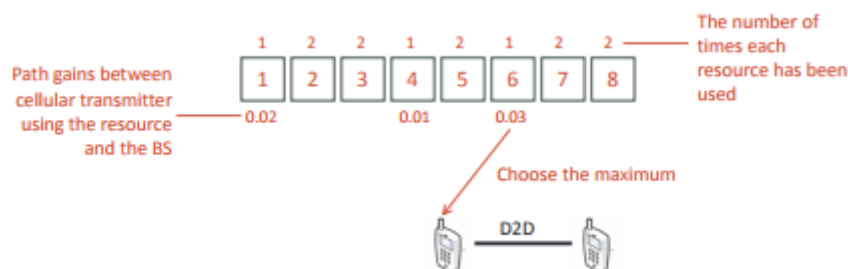 The number of
times each
resource has been
used
1 2 2 1 2 1 2 2
Path gains between
cellular transmitter
using the resource
and the BS
1 2 3 4 5 6 7 8
0.02 0.01 0.03
Choose the maximum
D2D